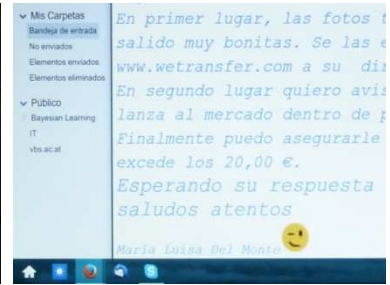 Mis Carpetas
Bandeja de entrada
No enviados
Elementos enviados
Elementos eliminados
Público
Bayesian Learning
IT
vbs.ac.at
En primer lugar, las fotos
salido muy bonitas. Se las
www.wetransfer.com a su
En segundo lugar quiero
lanza al mercado dentro de
Finalmente puedo asegurarle
excede los 20,00 €.
Esperando su respuesta
saludos atentos
Maria Luisa Del Monte